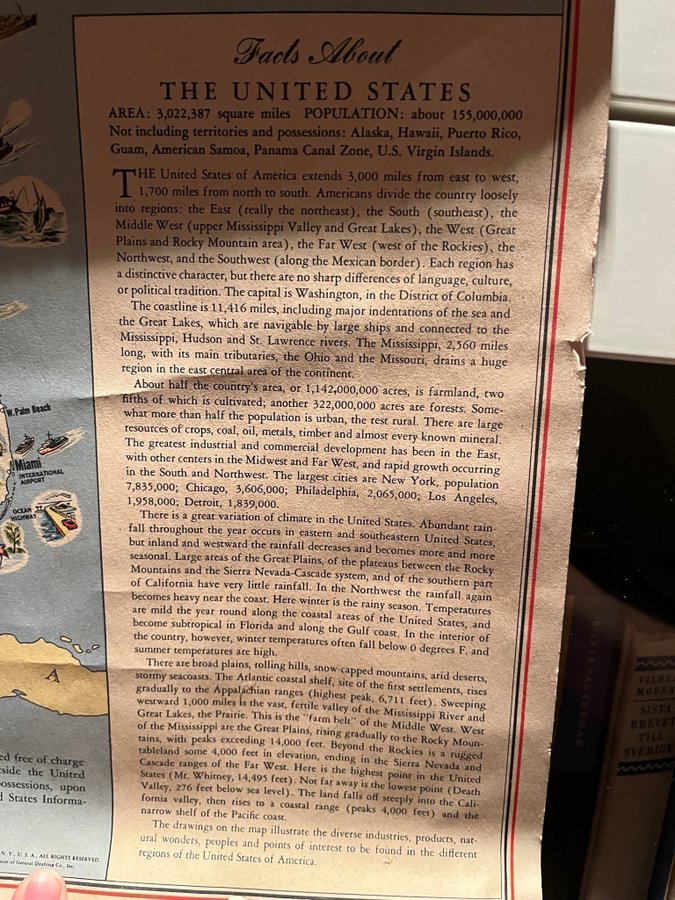 Facts About
THE UNITED STATES
AREA: 3,022,387 square miles POPULATION: about 155,000,000
Not including territories and possessions: Alaska, Hawaii, Puerto Rico,
Guam, American Samoa, Panama Canal Zone, U.S. Virgin Islands.
THE United States of America extends 3,000 miles from east to west,
1,700 miles from north to south. Americans divide the country loosely
into regions: the East (really the northeast), the South (southeast), the
Middle West (upper Mississippi Valley and Great Lakes), the West (Great
Plains and Rocky Mountain area), the Far West (west of the Rockies), the
Northwest, and the Southwest (along the Mexican border). Each region has
a distinctive character, but there are no sharp differences of language, culture,
or political tradition. The capital is Washington, in the District of Columbia.
The coastline is 11,416 miles, including major indentations of the sea and
the Great Lakes, which are navigable by large ships and connected to the
Mississippi, Hudson and St. Lawrence rivers. The Mississippi, 2,560 miles
long, with its main tributaries, the Ohio and the Missouri, drains a huge
region in the east central area of the continent.
About half the country's area, or 1,142,000,000 acres, is farmland, two
fifths of which is cultivated; another 322,000,000 acres are forests. Some-
what more than half the population is urban, the rest rural. There are large
resources of crops, coal, oil, metals, timber and almost every known mineral.
The greatest industrial and commercial development has been in the East,
with other centers in the Midwest and Far West, and rapid growth occurring
in the South and Northwest. The largest cities are New York, population
7,835,000; Chicago, 3,606,000; Philadelphia, 2,065,000; Los Angeles,
1,958,000; Detroit, 1,839,000.
There is a great variation of climate in the United States. Abundant rain-
fall throughout the year occurs in eastern and southeastern United States,
but inland and westward the rainfall decreases and becomes more and more
seasonal. Large areas of the Great Plains, of the plateaus between the Rocky
Mountains and the Sierra Nevada-Cascade system, and of the southern part
of California have very little rainfall. In the Northwest the rainfall again
becomes heavy near the coast. Here winter is the rainy season. Temperatures
are mild the year round along the coastal areas of the United States, and
become subtropical in Florida and along the Gulf coast. In the interior of
the country, however, winter temperatures often fall below 0 degrees F. and
summer temperatures are high.
There are broad plains, rolling hills, snow-capped mountains, arid deserts,
stormy seacoasts. The Atlantic coastal shelf, site of the first settlements, rises
gradually to the Appalachian ranges (highest peak, 6,711 feet). Sweeping
westward 1,000 miles is the vast, fertile valley of the Mississippi River and
Great Lakes, the Prairie. This is the "farm belt" of the Middle West. West
of the Mississippi are the Great Plains, rising gradually to the Rocky Moun-
tains, with peaks exceeding 14,000 feet. Beyond the Rockies is a rugged
tableland some 4,000 feet in elevation, ending in the Sierra Nevada and
Cascade ranges of the Far West. Here is the highest point in the United
States (Mt. Whitney, 14,495 feet). Not far away is the lowest point (Death
Valley, 276 feet below sea level). The land falls off steeply into the Cali-
fornia valley, then rises to a coastal range (peaks 4,000 feet) and the
narrow shelf of the Pacific coast.
The drawings on the map illustrate the diverse industries, products, nat-
ural wonders, peoples and points of interest to be found in the different
regions of the United States of America.
W. Palm Beach
Miami
INTERNATIONAL
AIRPORT
OCEAN
HIGHWAY
A
ed free of charge
side the United
ossessions, upon
d States Informa-
N. Y., U. S. A., ALL RIGHTS RESERVED.
of General Drafting Co., Inc.
SISTA
BREVET
TILL
SVERIGE